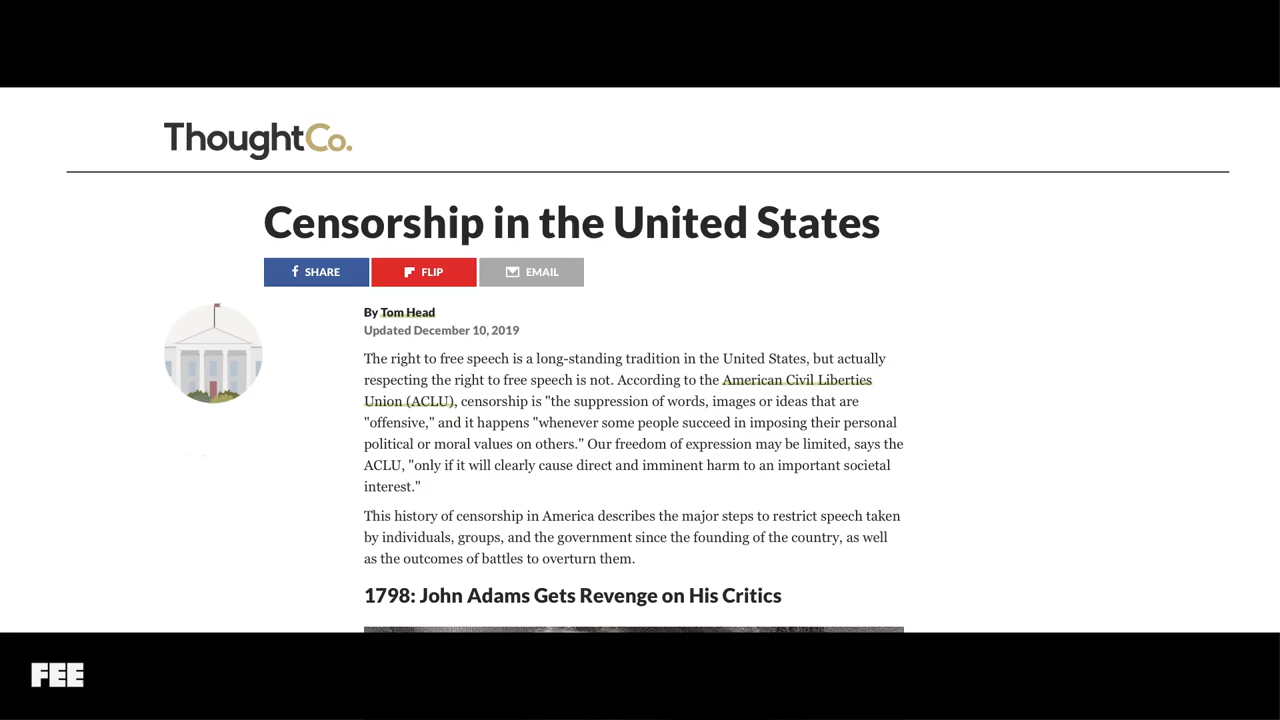 ThoughtCo.
Censorship in the United States
SHARE
FLIP
EMAIL
By Tom Head
Updated December 10, 2019
The right to free speech is a long-standing tradition in the United States, but actually
respecting the right to free speech is not. According to the American Civil Liberties
Union (ACLU), censorship is "the suppression of words, images or ideas that are
"offensive," and it happens "whenever some people succeed in imposing their personal
political or moral values on others." Our freedom of expression may be limited, says the
ACLU, "only if it will clearly cause direct and imminent harm to an important societal
interest."
This history of censorship in America describes the major steps to restrict speech taken
by individuals, groups, and the government since the founding of the country, as well
as the outcomes of battles to overturn them.
1798: John Adams Gets Revenge on His Critics
FEE